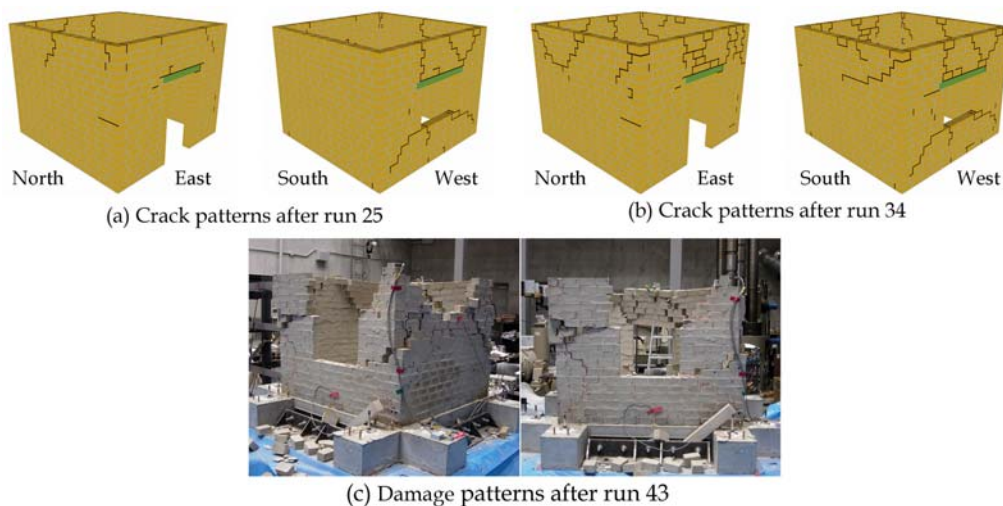 North East South West North East South West
(a) Crack patterns after run 25 (b) Crack patterns after run 34
(c) Damage patterns after run 43